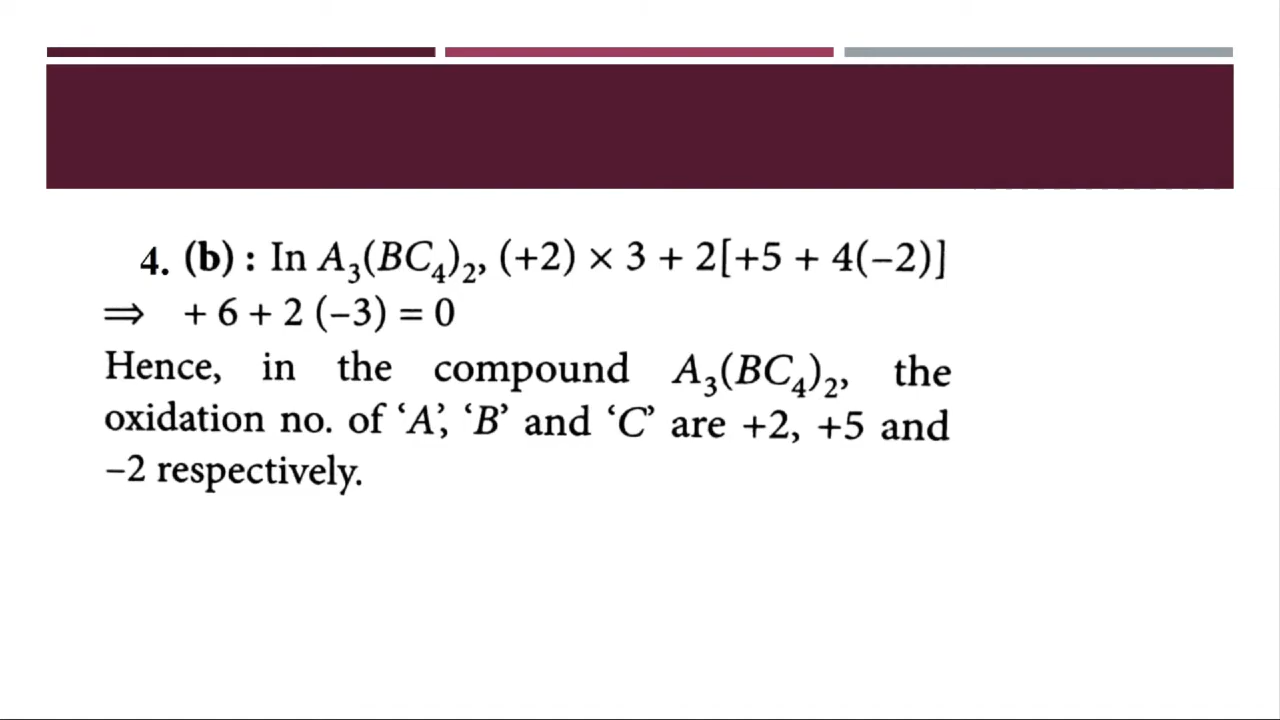 4. (b) : In A₃(BC₄)₂, (+2) × 3 + 2[+5 + 4(–2)]
⇒ + 6 + 2 (–3) = 0
Hence, in the compound A₃(BC₄)₂, the
oxidation no. of ‘A’, ‘B’ and ‘C’ are +2, +5 and
–2 respectively.